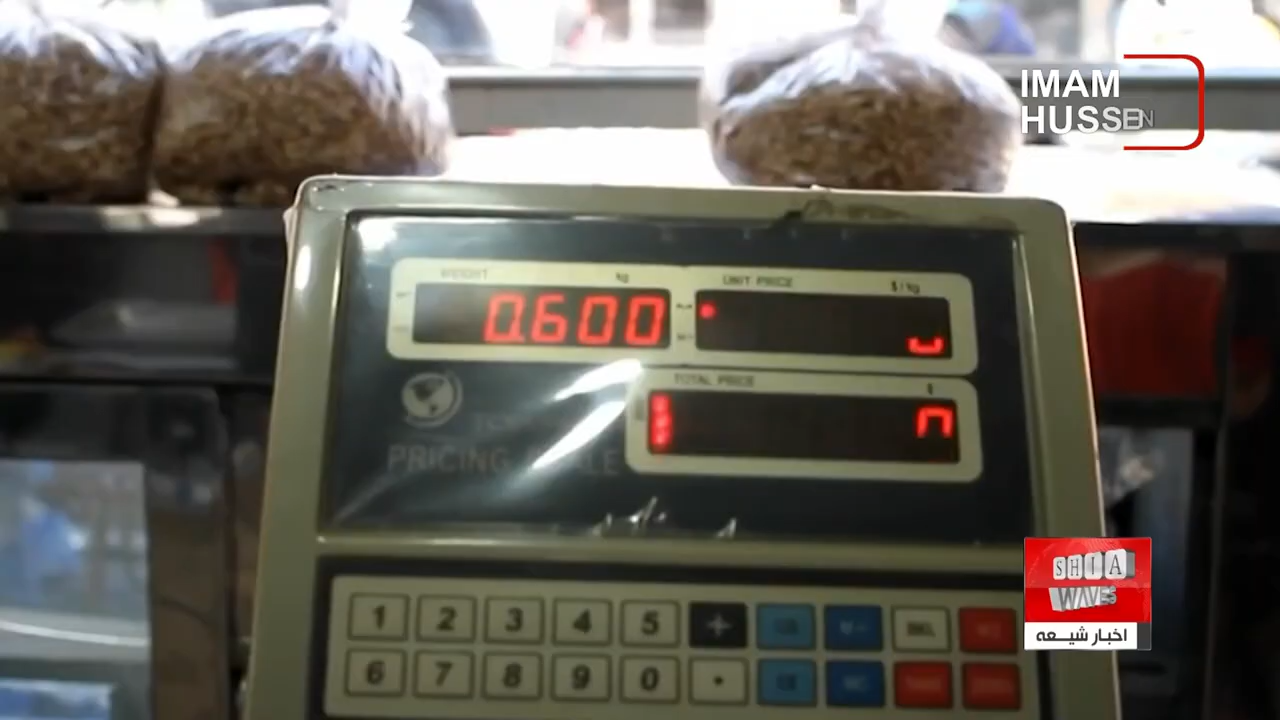 IMAM
HUSSEIN
WEIGHT kg
UNIT PRICE $/kg
0.600
TOTAL PRICE $
PRICING SCALE
1 2 3 4 5 +
6 7 8 9 0 .
SHIA
WAVES
اخبار شیعه